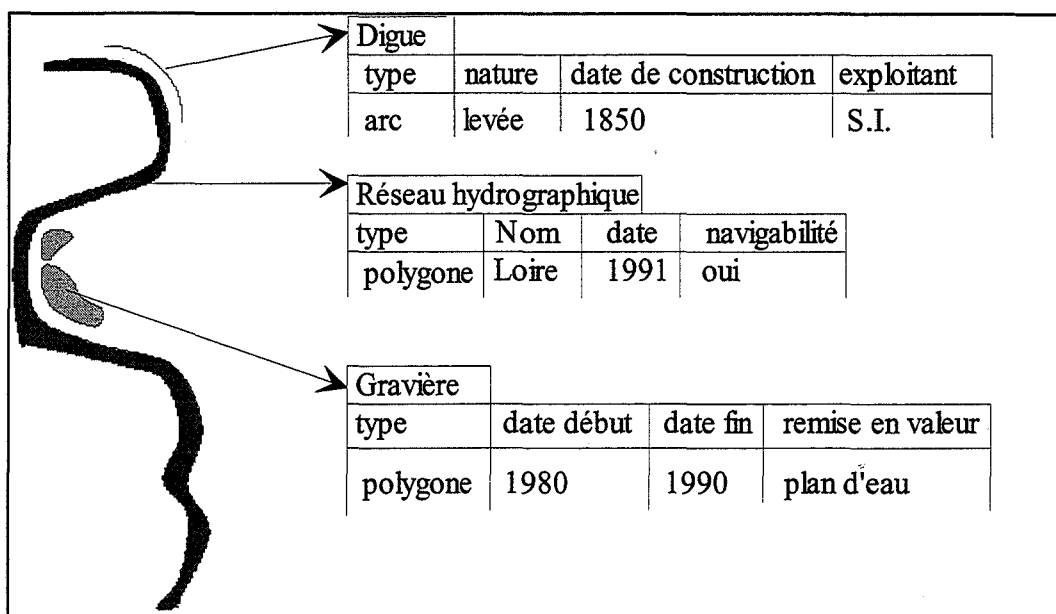 Digue
type nature date de construction exploitant
arc levée 1850 S.I.
Réseau hydrographique
type Nom date navigabilité
polygone Loire 1991 oui
Gravière
type date début date fin remise en valeur
polygone 1980 1990 plan d'eau